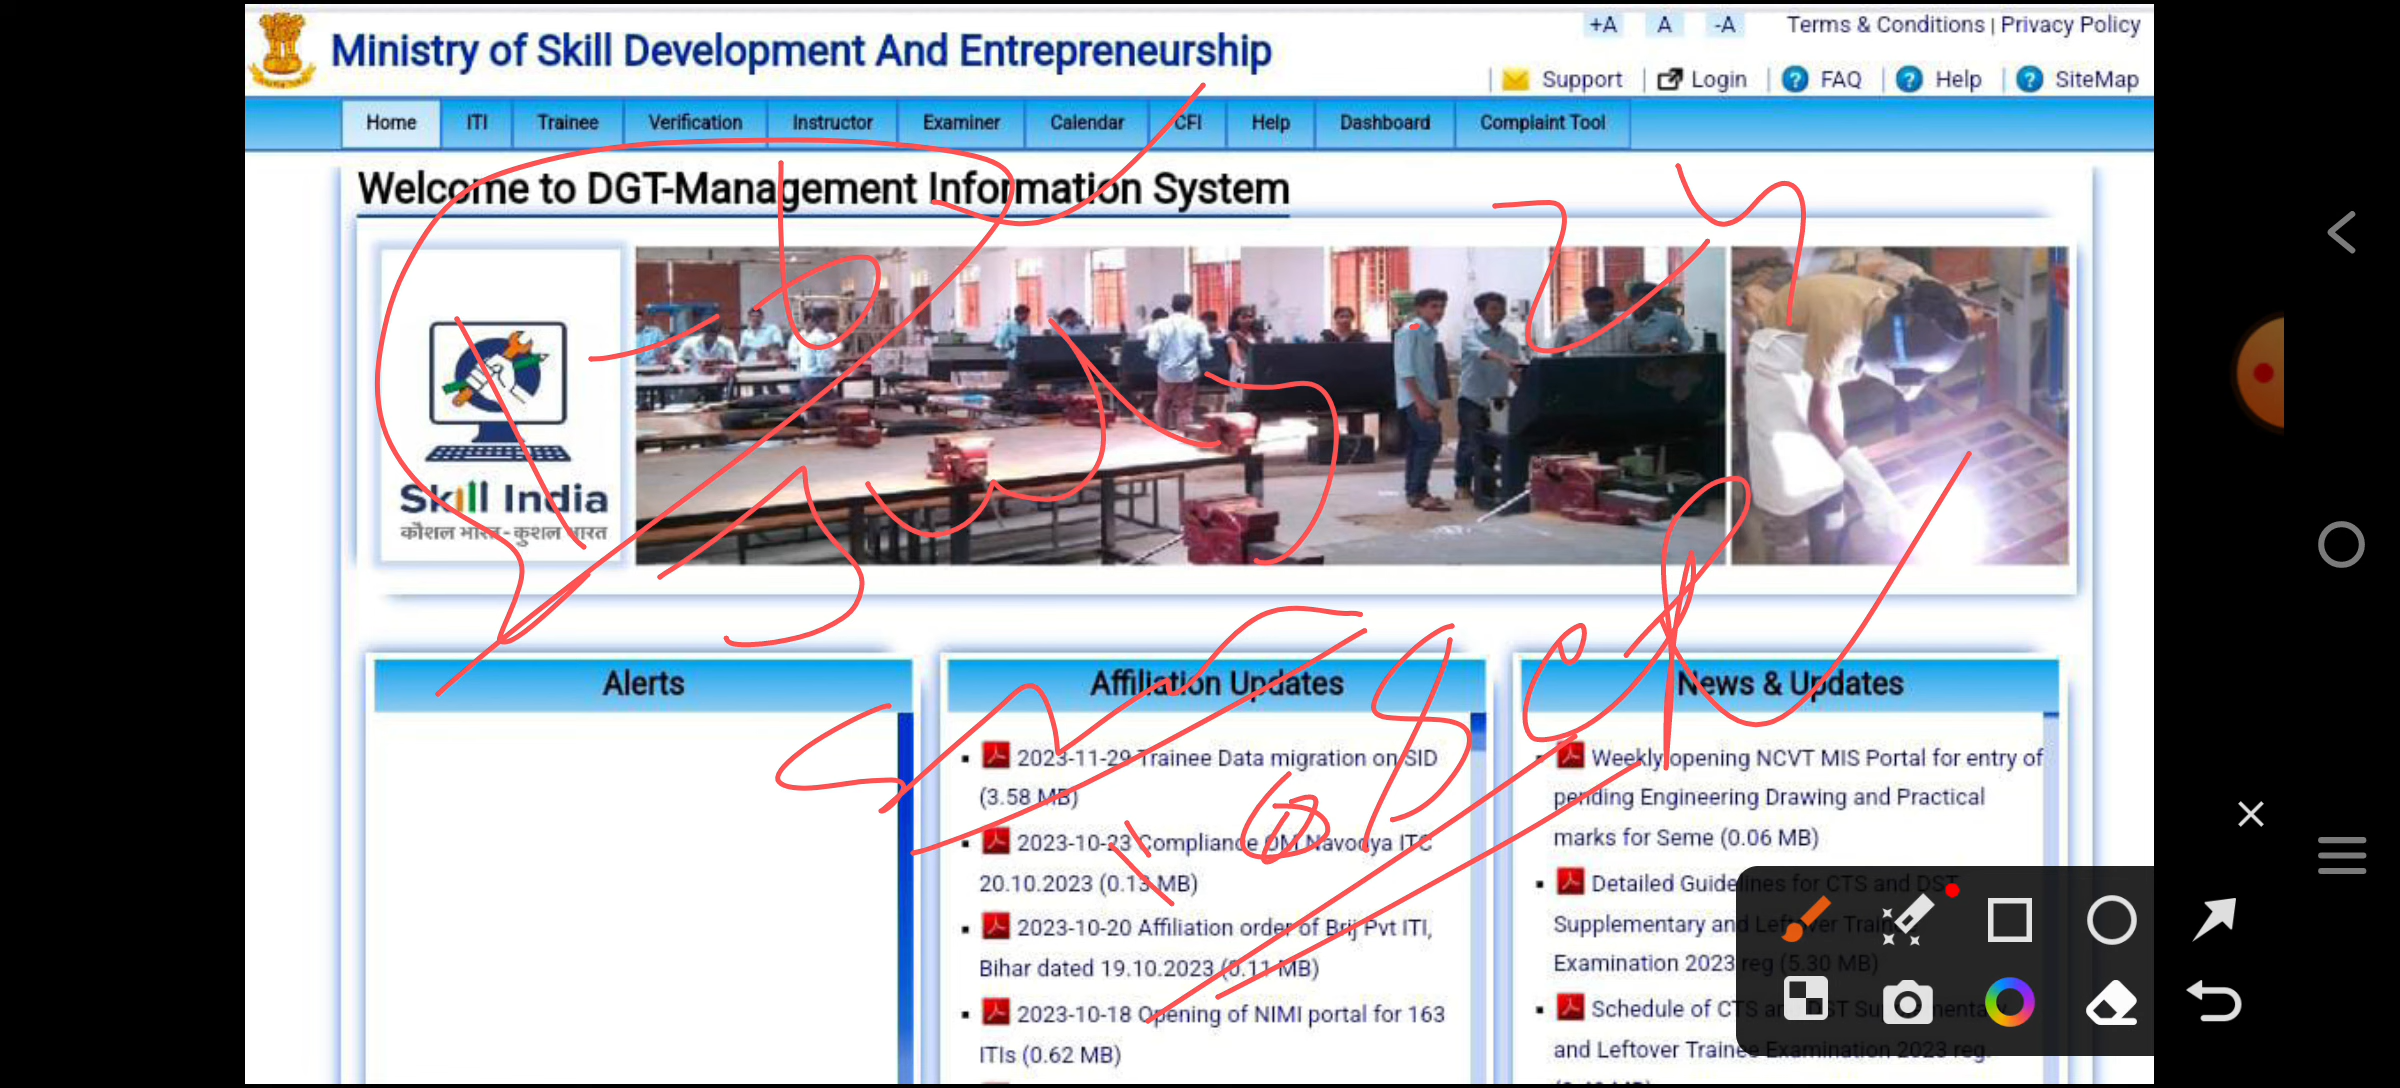 Ministry of Skill Development And Entrepreneurship
+A A -A Terms & Conditions | Privacy Policy
Support | Login | FAQ | Help | SiteMap
Home ITI Trainee Verification Instructor Examiner Calendar CFI Help Dashboard Complaint Tool
Welcome to DGT-Management Information System
Skill India
कौशल भारत - कुशल भारत
Alerts
Affiliation Updates
2023-11-29 Trainee Data migration on SID
(3.58 MB)
2023-10-23 Compliance OM Navodya ITC
20.10.2023 (0.13 MB)
2023-10-20 Affiliation order of Brij Pvt ITI,
Bihar dated 19.10.2023 (0.11 MB)
2023-10-18 Opening of NIMI portal for 163
ITIs (0.62 MB)
News & Updates
Weekly opening NCVT MIS Portal for entry of
pending Engineering Drawing and Practical
marks for Seme (0.06 MB)
Detailed Guidelines for CTS and DST
Supplementary and Leftover Trainee
Examination 2023 reg (5.30 MB)
Schedule of CTS and DST Supplementary
and Leftover Trainee Examination 2023 reg.